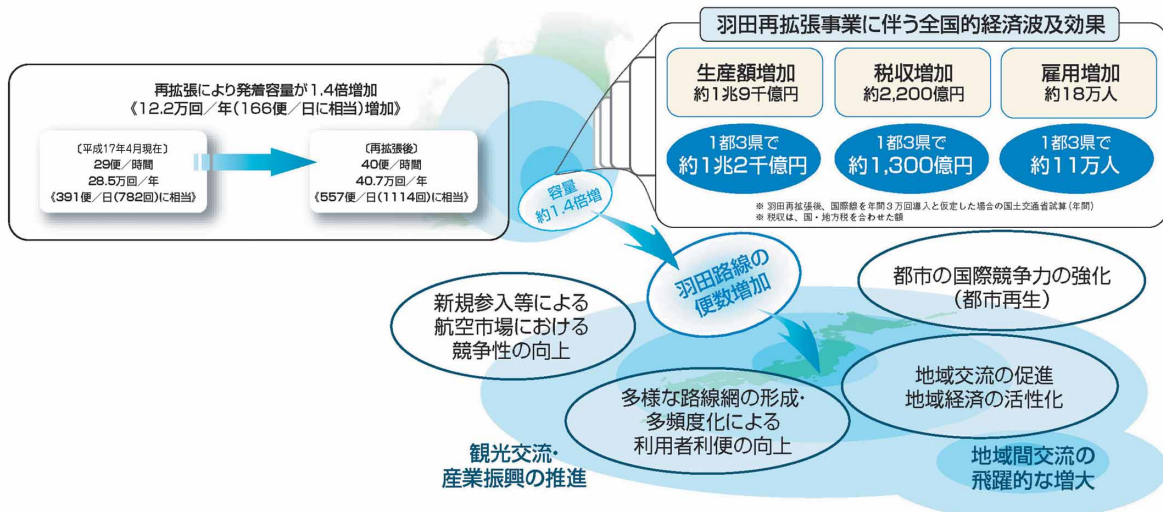 羽田再拡張事業に伴う全国的経済波及効果
生産額増加
約1兆9千億円
税収増加
約2,200億円
雇用増加
約18万人
1都3県で
約1兆2千億円
1都3県で
約1,300億円
1都3県で
約11万人
※ 羽田再拡張後、国際線を年間３万回導入と仮定した場合の国土交通省試算(年間)
※ 税収は、国・地方税を合わせた額
再拡張により発着容量が1.4倍増加
《12.2万回／年(166便／日に相当)増加》
〔平成17年4月現在〕
29便／時間
28.5万回／年
《391便／日(782回)に相当》
〔再拡張後〕
40便／時間
40.7万回／年
《557便／日(1114回)に相当》
容量
約1.4倍増
羽田路線の
便数増加
新規参入等による
航空市場における
競争性の向上
都市の国際競争力の強化
(都市再生)
多様な路線網の形成・
多頻度化による
利用者利便の向上
地域交流の促進
地域経済の活性化
観光交流・
産業振興の推進
地域間交流の
飛躍的な増大